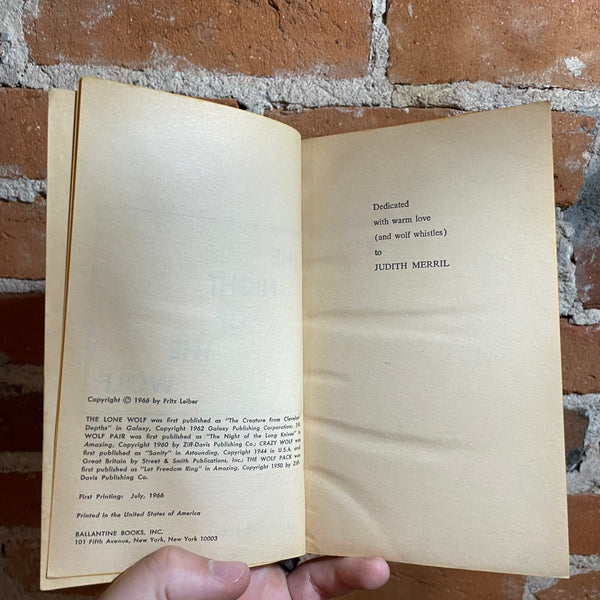 Copyright © 1966 by Fritz Leiber
THE LONE WOLF was first published as "The Creature from Cleveland
Depths" in Galaxy, Copyright 1962 Galaxy Publishing Corporation; THE
WOLF PAIR was first published as "The Night of the Long Knives" in
Amazing, Copyright 1960 by Ziff-Davis Publishing Co.; CRAZY WOLF was
first published as "Sanity" in Astounding, Copyright 1944 in U.S.A. and
Great Britain by Street & Smith Publications, Inc.; THE WOLF PACK was
first published as "Let Freedom Ring" in Amazing, Copyright 1950 by Ziff-
Davis Publishing Co.
First Printing: July, 1966
Printed in the United States of America
BALLANTINE BOOKS, INC.
101 Fifth Avenue, New York, New York 10003
Dedicated
with warm love
(and wolf whistles)
to
JUDITH MERRIL